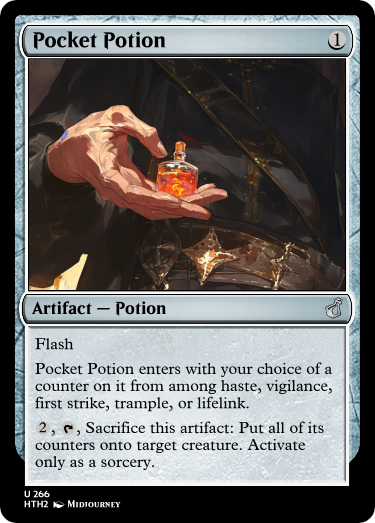 Pocket Potion 1
Artifact — Potion
Flash
Pocket Potion enters with your choice of a
counter on it from among haste, vigilance,
first strike, trample, or lifelink.
2, , Sacrifice this artifact: Put all of its
counters onto target creature. Activate
only as a sorcery.
U 266
HTH2 Midjourney